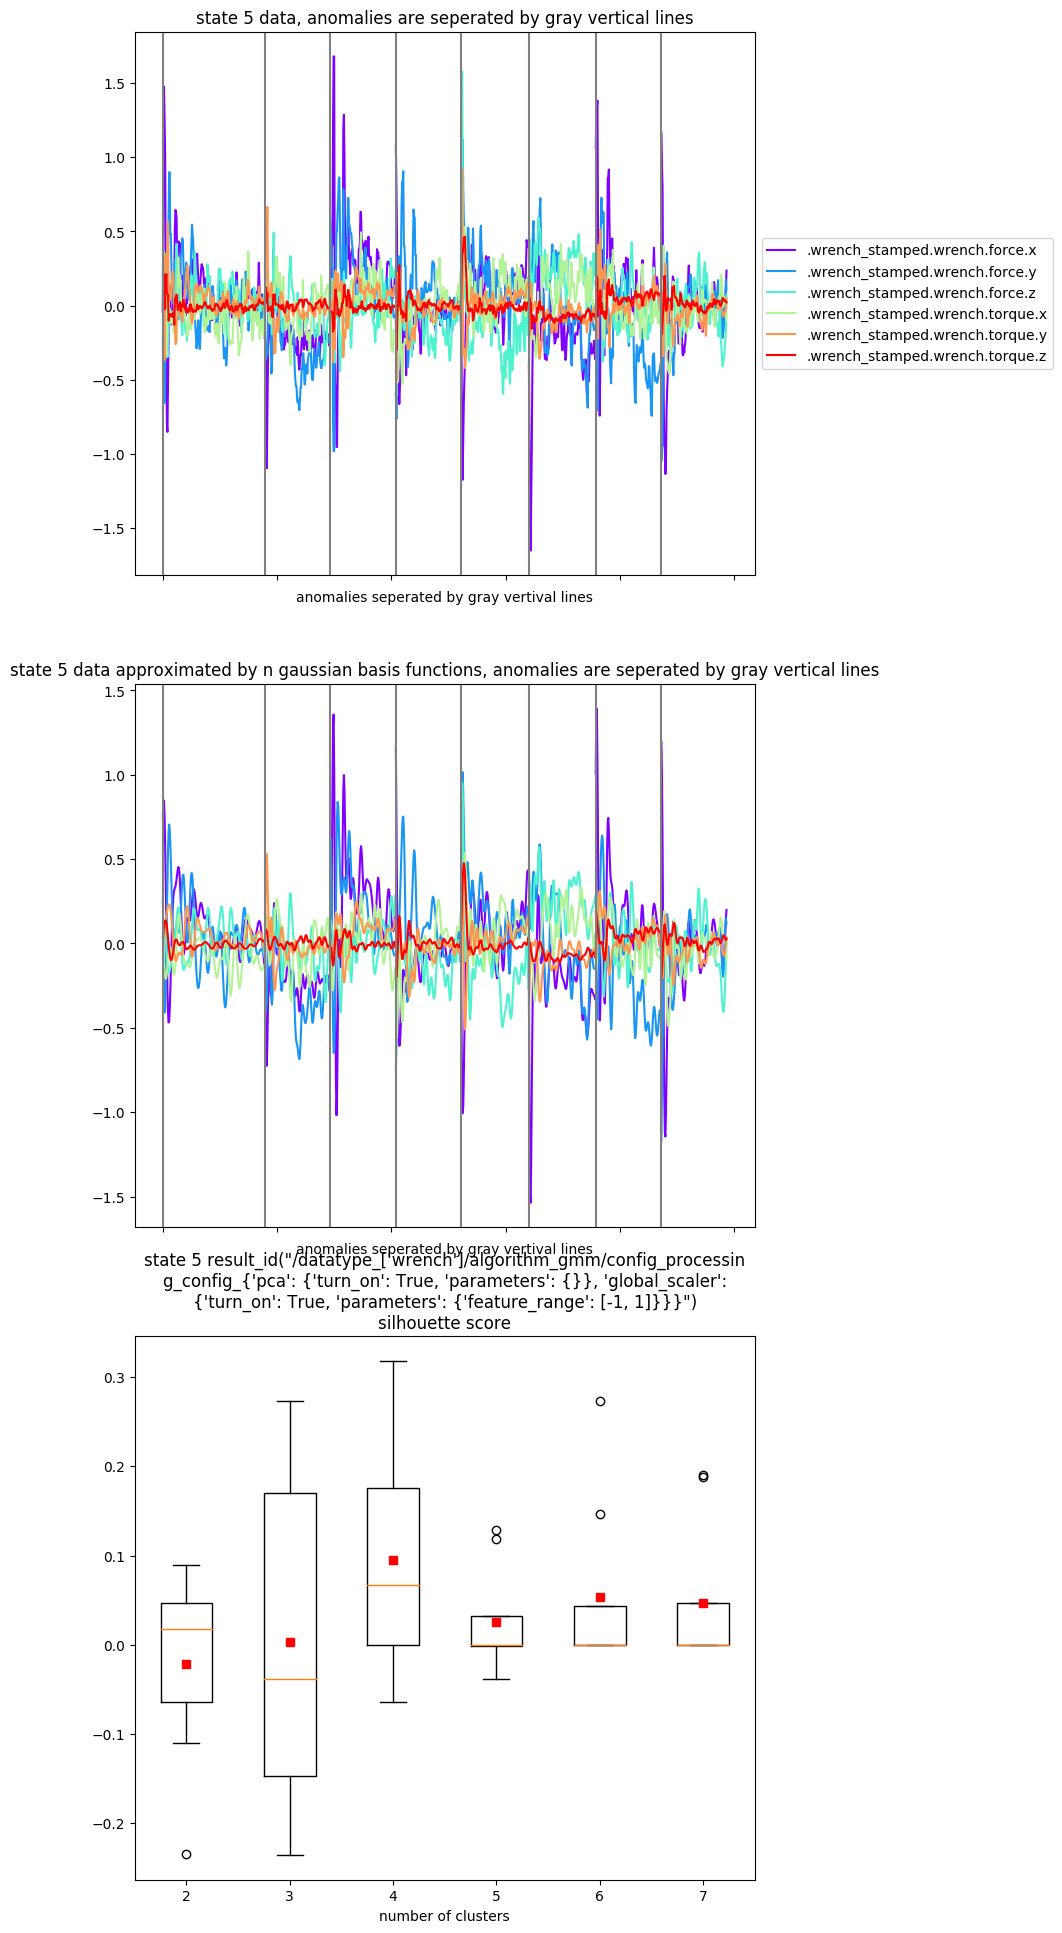 state 5 data, anomalies are seperated by gray vertical lines
1.5
1.0
0.5
0.0
−0.5
−1.0
−1.5
.wrench_stamped.wrench.force.x
.wrench_stamped.wrench.force.y
.wrench_stamped.wrench.force.z
.wrench_stamped.wrench.torque.x
.wrench_stamped.wrench.torque.y
.wrench_stamped.wrench.torque.z
anomalies seperated by gray vertival lines
state 5 data approximated by n gaussian basis functions, anomalies are seperated by gray vertical lines
1.5
1.0
0.5
0.0
−0.5
−1.0
−1.5
anomalies seperated by gray vertival lines
state 5 result_id("/datatype_['wrench']/algorithm_gmm/config_processin
g_config_{'pca': {'turn_on': True, 'parameters': {}}, 'global_scaler':
{'turn_on': True, 'parameters': {'feature_range': [-1, 1]}}}")
silhouette score
0.3
0.2
0.1
0.0
−0.1
−0.2
2 3 4 5 6 7
number of clusters